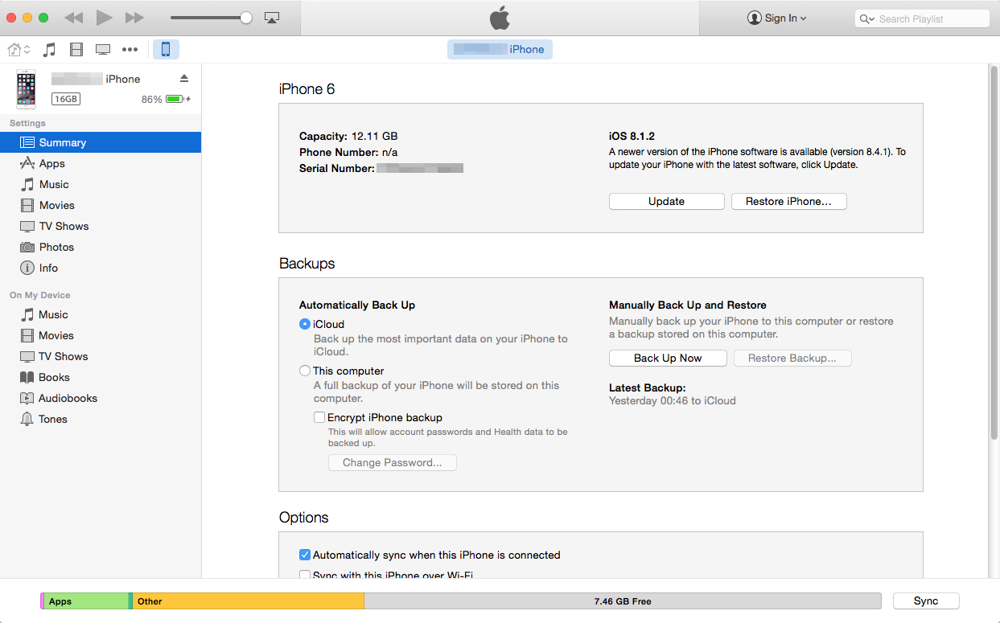 Sign In
Search Playlist
iPhone
iPhone
16GB
86%
Settings
Summary
Apps
Music
Movies
TV Shows
Photos
Info
On My Device
Music
Movies
TV Shows
Books
Audiobooks
Tones
iPhone 6
Capacity: 12.11 GB
Phone Number: n/a
Serial Number:
iOS 8.1.2
A newer version of the iPhone software is available (version 8.4.1). To
update your iPhone with the latest software, click Update.
Update
Restore iPhone...
Backups
Automatically Back Up
iCloud
Back up the most important data on your iPhone to
iCloud.
This computer
A full backup of your iPhone will be stored on this
computer.
Encrypt iPhone backup
This will allow account passwords and Health data to be
backed up.
Change Password...
Manually Back Up and Restore
Manually back up your iPhone to this computer or restore
a backup stored on this computer.
Back Up Now
Restore Backup...
Latest Backup:
Yesterday 00:46 to iCloud
Options
Automatically sync when this iPhone is connected
Sync with this iPhone over Wi-Fi
Apps
Other
7.46 GB Free
Sync